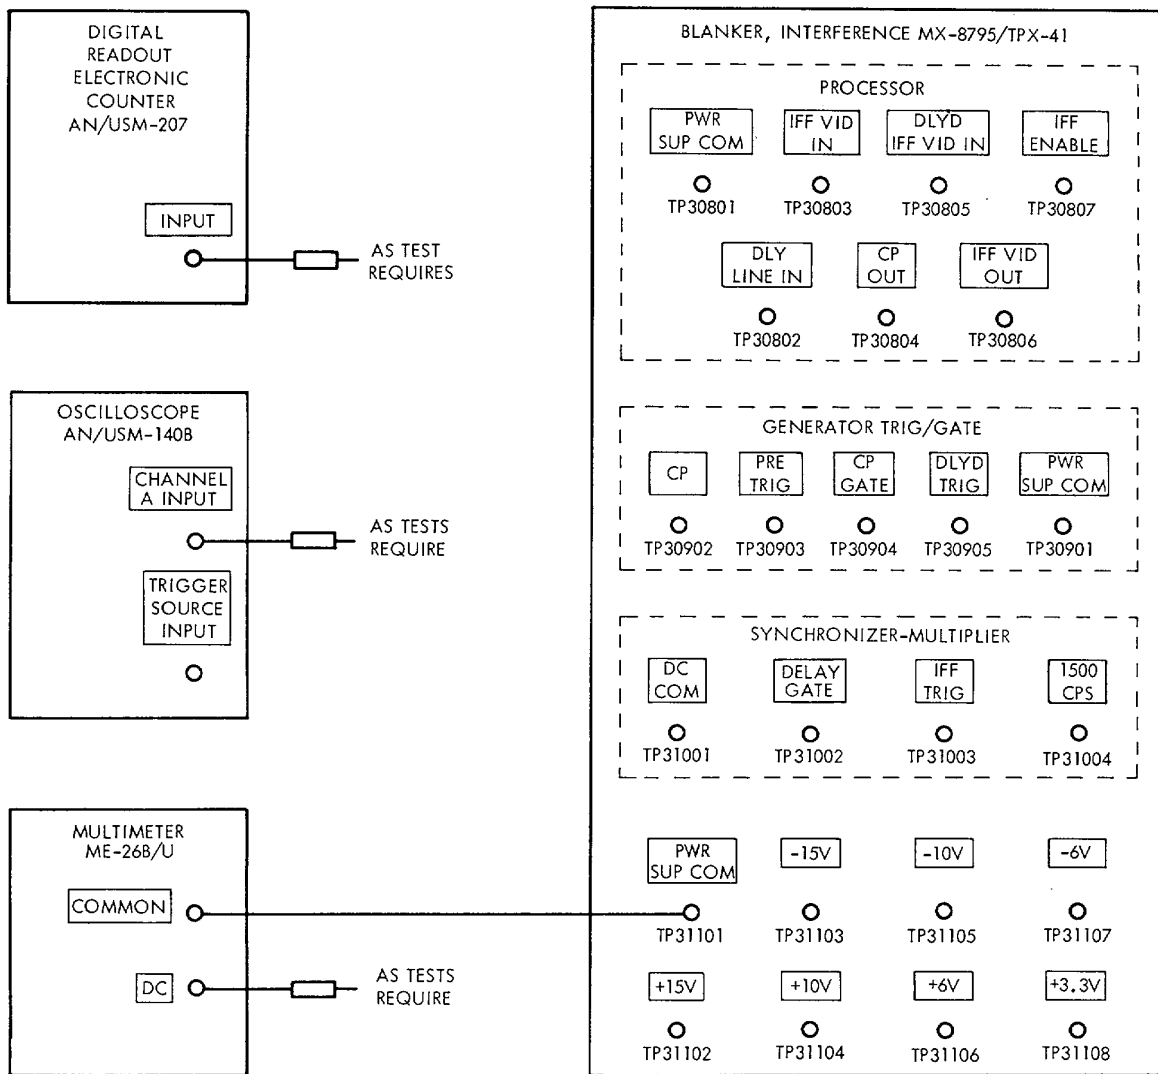 DIGITAL
READOUT
ELECTRONIC
COUNTER
AN/USM-207
INPUT
AS TEST
REQUIRES
OSCILLOSCOPE
AN/USM-140B
CHANNEL
A INPUT
AS TESTS
REQUIRE
TRIGGER
SOURCE
INPUT
MULTIMETER
ME-26B/U
COMMON
DC
AS TESTS
REQUIRE
BLANKER, INTERFERENCE MX-8795/TPX-41
PROCESSOR
PWR
SUP COM
IFF VID
IN
DLYD
IFF VID IN
IFF
ENABLE
TP30801
TP30803
TP30805
TP30807
DLY
LINE IN
CP
OUT
IFF VID
OUT
TP30802
TP30804
TP30806
GENERATOR TRIG/GATE
CP
PRE
TRIG
CP
GATE
DLYD
TRIG
PWR
SUP COM
TP30902
TP30903
TP30904
TP30905
TP30901
SYNCHRONIZER-MULTIPLIER
DC
COM
DELAY
GATE
IFF
TRIG
1500
CPS
TP31001
TP31002
TP31003
TP31004
PWR
SUP COM
-15V
-10V
-6V
TP31101
TP31103
TP31105
TP31107
+15V
+10V
+6V
+3.3V
TP31102
TP31104
TP31106
TP31108